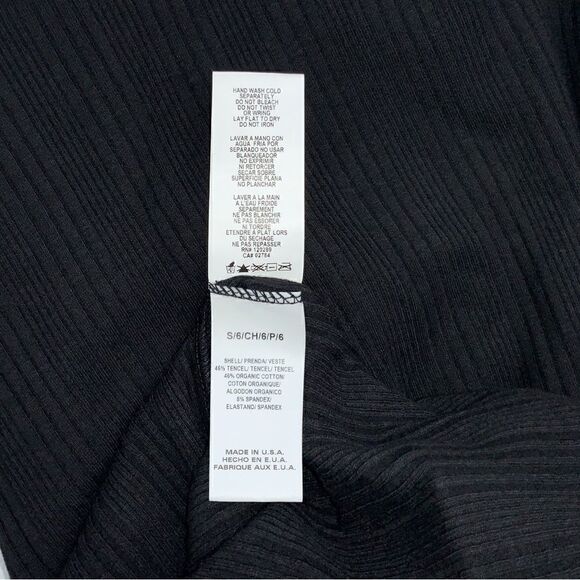 HAND WASH COLD
SEPARATELY
DO NOT BLEACH
DO NOT TWIST
OR WRING
LAY FLAT TO DRY
DO NOT IRON
LAVAR A MANO CON
AGUA FRIA POR
SEPARADO NO USAR
BLANQUEADOR
NO EXPRIMIR
NI RETORCER
SECAR SOBRE
SUPERFICIE PLANA
NO PLANCHAR
LAVER A LA MAIN
A L'EAU FROIDE
SEPAREMENT
NE PAS BLANCHIR
NE PAS ESSORER
NI TORDRE
ETENDRE A PLAT LORS
DU SECHAGE
NE PAS REPASSER
RN# 120299
CA# 02784
S/6/CH/6/P/6
SHELL/ PRENDA/ VESTE
46% TENCEL/ TENCEL/ TENCEL
46% ORGANIC COTTON/
COTON ORGANIQUE/
ALGODON ORGANICO
8% SPANDEX/
ELASTANO/ SPANDEX
MADE IN U.S.A.
HECHO EN E.U.A.
FABRIQUE AUX E.U.A.